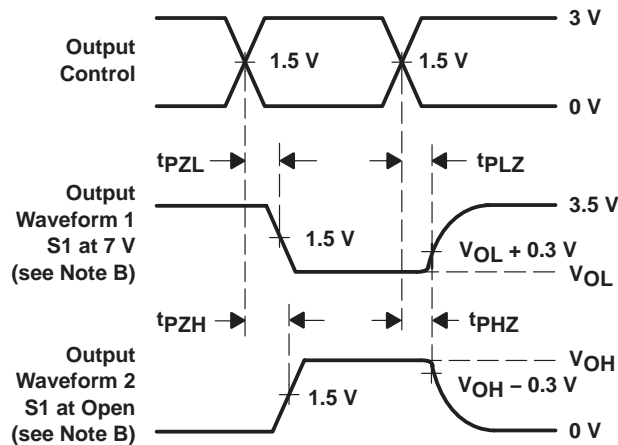 3 V
Output
Control
1.5 V
1.5 V
0 V
tPZL
tPLZ
Output
Waveform 1
S1 at 7 V
(see Note B)
3.5 V
1.5 V
VOL + 0.3 V
VOL
tPZH
tPHZ
Output
Waveform 2
S1 at Open
(see Note B)
VOH
VOH – 0.3 V
1.5 V
0 V